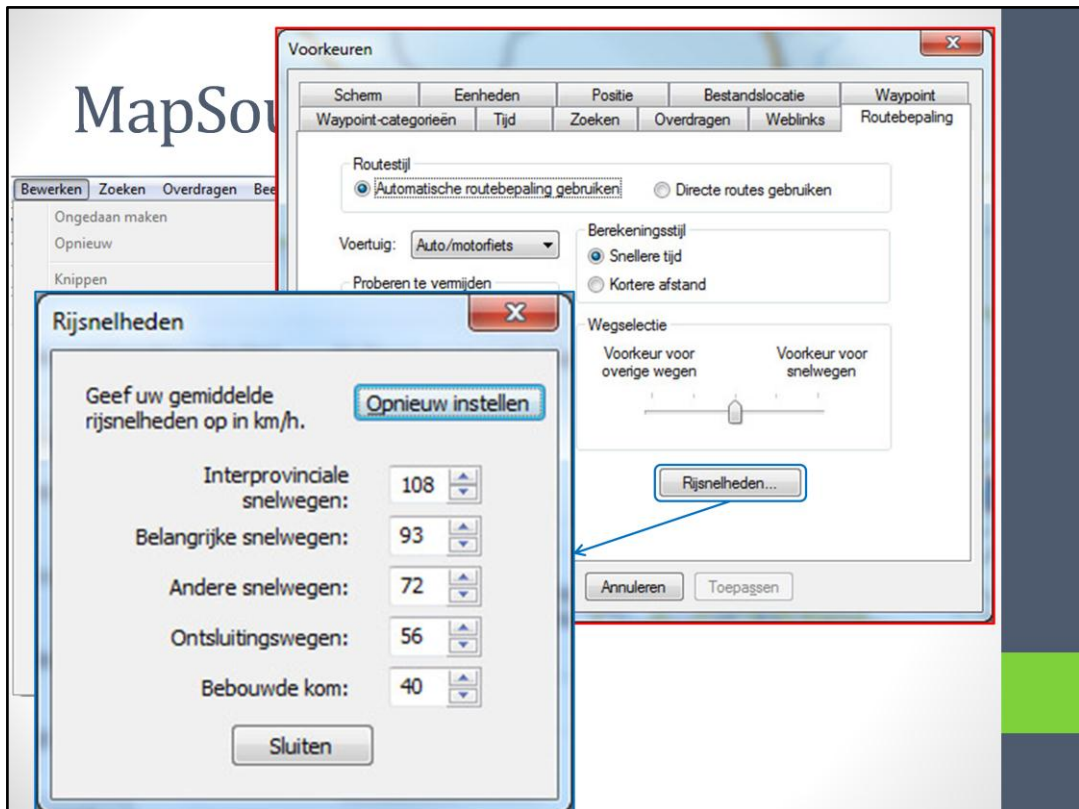 MapSou
Bewerken Zoeken Overdragen Bee
Ongedaan maken
Opnieuw
Knippen
Voorkeuren
Scherm Eenheden Positie Bestandslocatie Waypoint
Waypoint-categorieën Tijd Zoeken Overdragen Weblinks Routebepaling
Routestijl
Automatische routebepaling gebruiken Directe routes gebruiken
Voertuig: Auto/motorfiets
Berekeningsstijl
Snellere tijd
Kortere afstand
Proberen te vermijden
Wegselectie
Voorkeur voor overige wegen
Voorkeur voor snelwegen
Rijsnelheden...
Annuleren Toepassen
Rijsnelheden
Geef uw gemiddelde
rijsnelheden op in km/h.
Opnieuw instellen
Interprovinciale
snelwegen: 108
Belangrijke snelwegen: 93
Andere snelwegen: 72
Ontsluitingswegen: 56
Bebouwde kom: 40
Sluiten